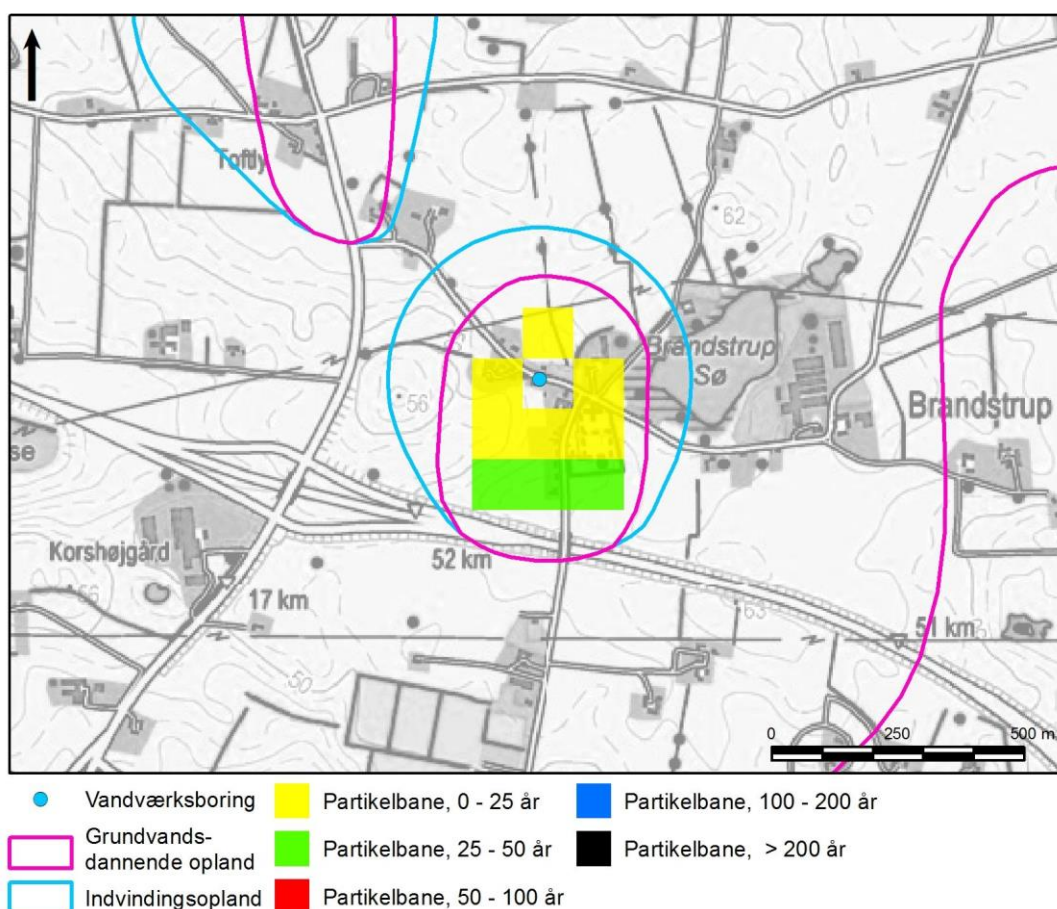 Toftly
62
Brandstrup
Sø
56
Brandstrup
se
Korshøjgård
52 km
56
17 km
63
51 km
50
0 250 500 m
Vandværksboring
Grundvands-
dannende opland
Indvindingsopland
Partikelbane, 0 - 25 år
Partikelbane, 25 - 50 år
Partikelbane, 50 - 100 år
Partikelbane, 100 - 200 år
Partikelbane, > 200 år